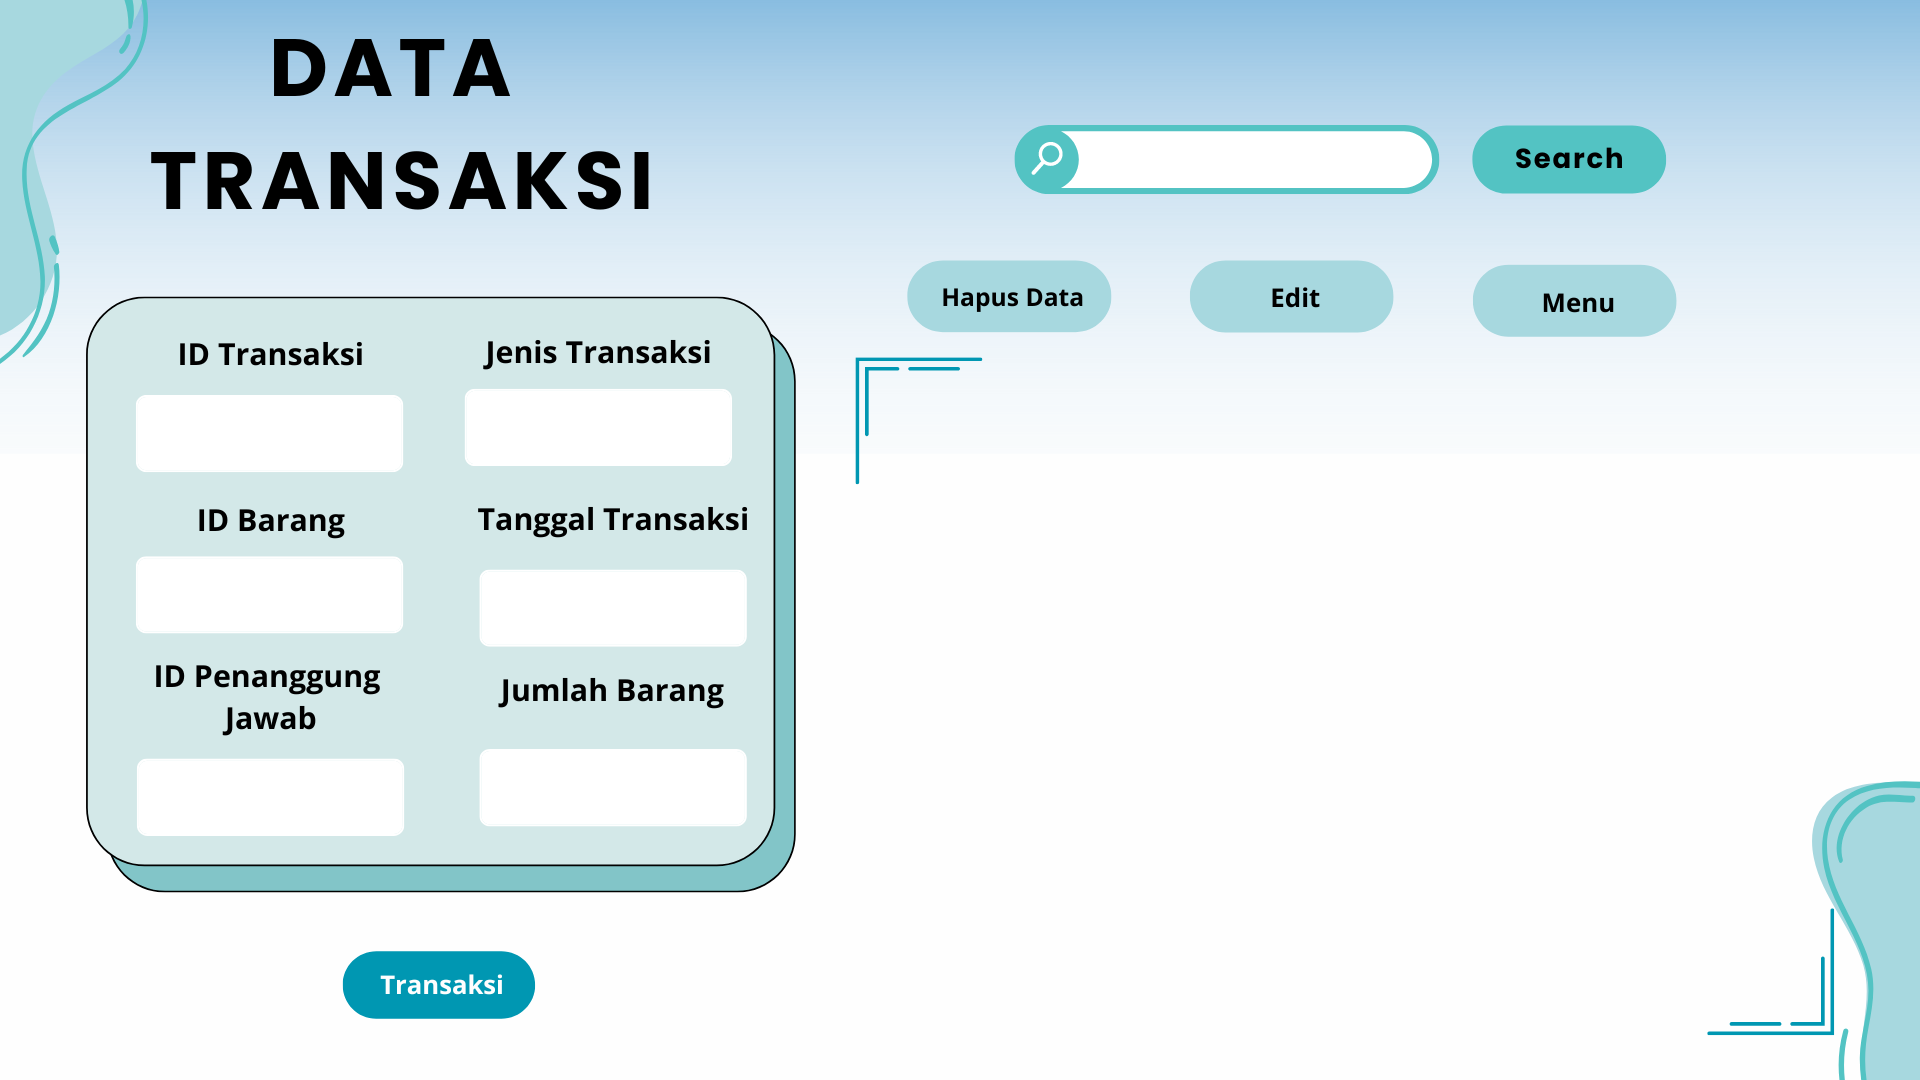 DATA
TRANSAKSI
Search
Hapus Data
Edit
Menu
ID Transaksi
Jenis Transaksi
ID Barang
Tanggal Transaksi
ID Penanggung
Jawab
Jumlah Barang
Transaksi